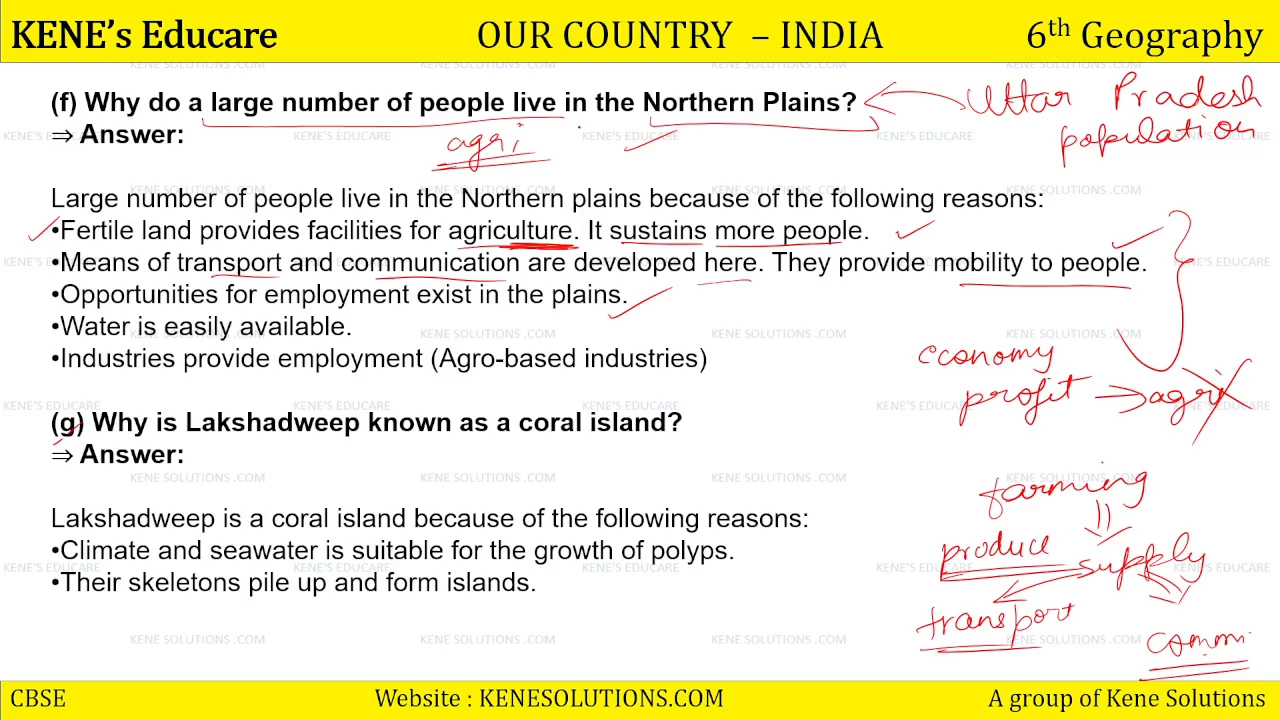 KENE's Educare OUR COUNTRY – INDIA 6th Geography
(f) Why do a large number of people live in the Northern Plains?
Uttar Pradesh
population
⇒ Answer:
agri
Large number of people live in the Northern plains because of the following reasons:
•Fertile land provides facilities for agriculture. It sustains more people.
•Means of transport and communication are developed here. They provide mobility to people.
•Opportunities for employment exist in the plains.
•Water is easily available.
•Industries provide employment (Agro-based industries)
economy
profit → agri
(g) Why is Lakshadweep known as a coral island?
⇒ Answer:
farming
Lakshadweep is a coral island because of the following reasons:
•Climate and seawater is suitable for the growth of polyps.
•Their skeletons pile up and form islands.
produce supply
transport
comm.
KENE SOLUTIONS .COM
KENE'S EDUCARE
CBSE Website : KENESOLUTIONS.COM A group of Kene Solutions